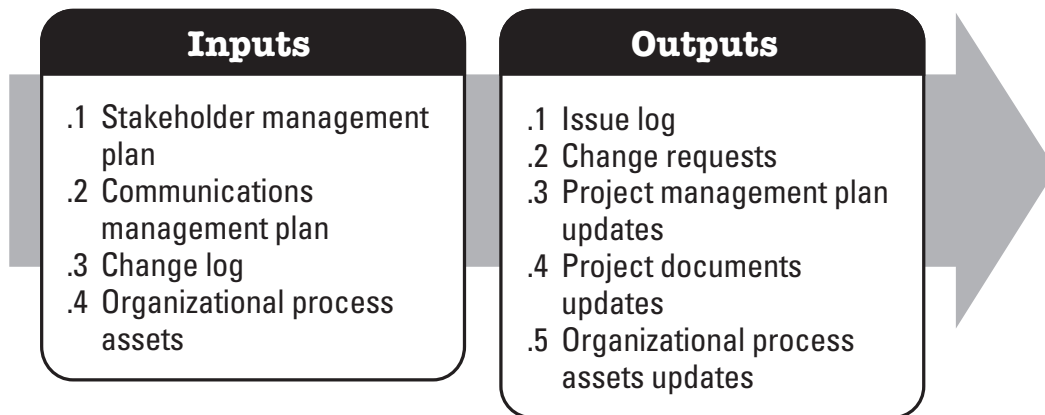 Inputs
.1 Stakeholder management
plan
.2 Communications
management plan
.3 Change log
.4 Organizational process
assets
Outputs
.1 Issue log
.2 Change requests
.3 Project management plan
updates
.4 Project documents
updates
.5 Organizational process
assets updates